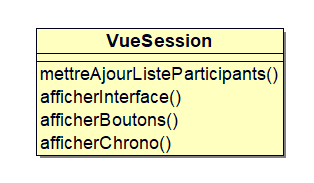 VueSession
mettreAjourListeParticipants()
afficherInterface()
afficherBoutons()
afficherChrono()